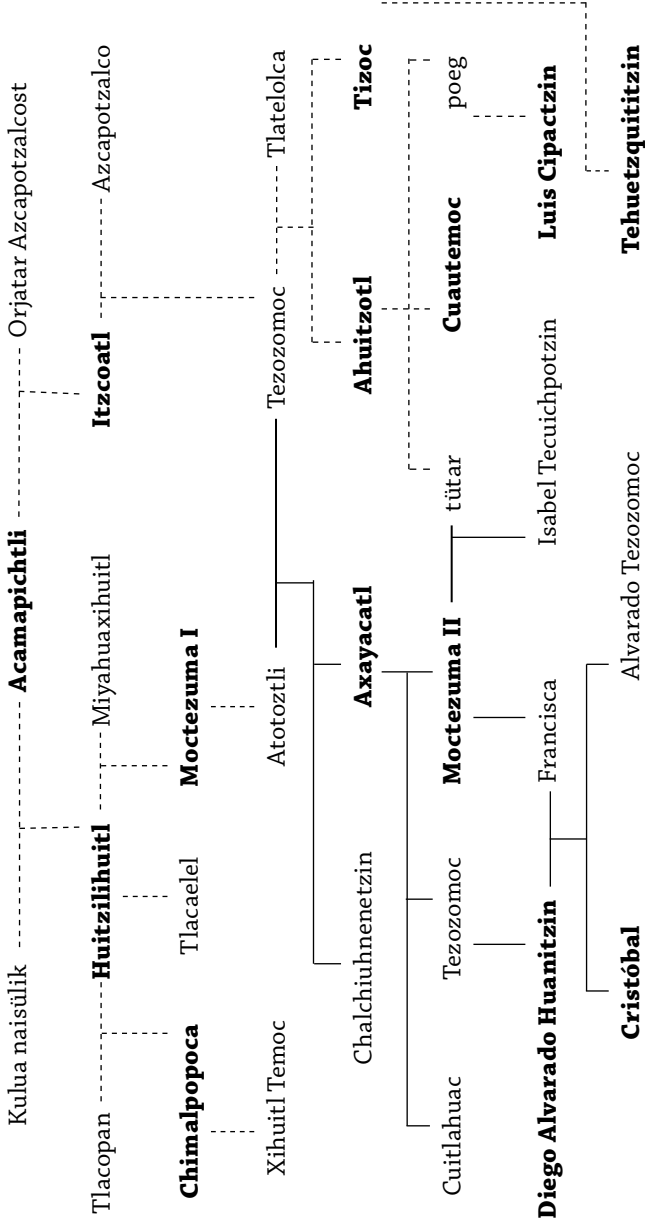 Kulua naisülik Acamapichtli Orjatar Azcapotzalcost
Tlacopan Huitzilihuitl Miyahuaxihuitl Itzcoatl Azcapotzalco
Chimalpopoca Tlacaelel Moctezuma I
Xihuitl Temoc Atotoztli Tezozomoc Tlatelolca
Chalchiuhnenetzin Axayacatl Ahuitzotl Tizoc
Cuitlahuac Tezozomoc Moctezuma II tütar Cuautemoc poeg
Diego Alvarado Huanitzin Francisca Isabel Tecuichpotzin Luis Cipactzin
Cristóbal Alvarado Tezozomoc Tehuetzquititzin